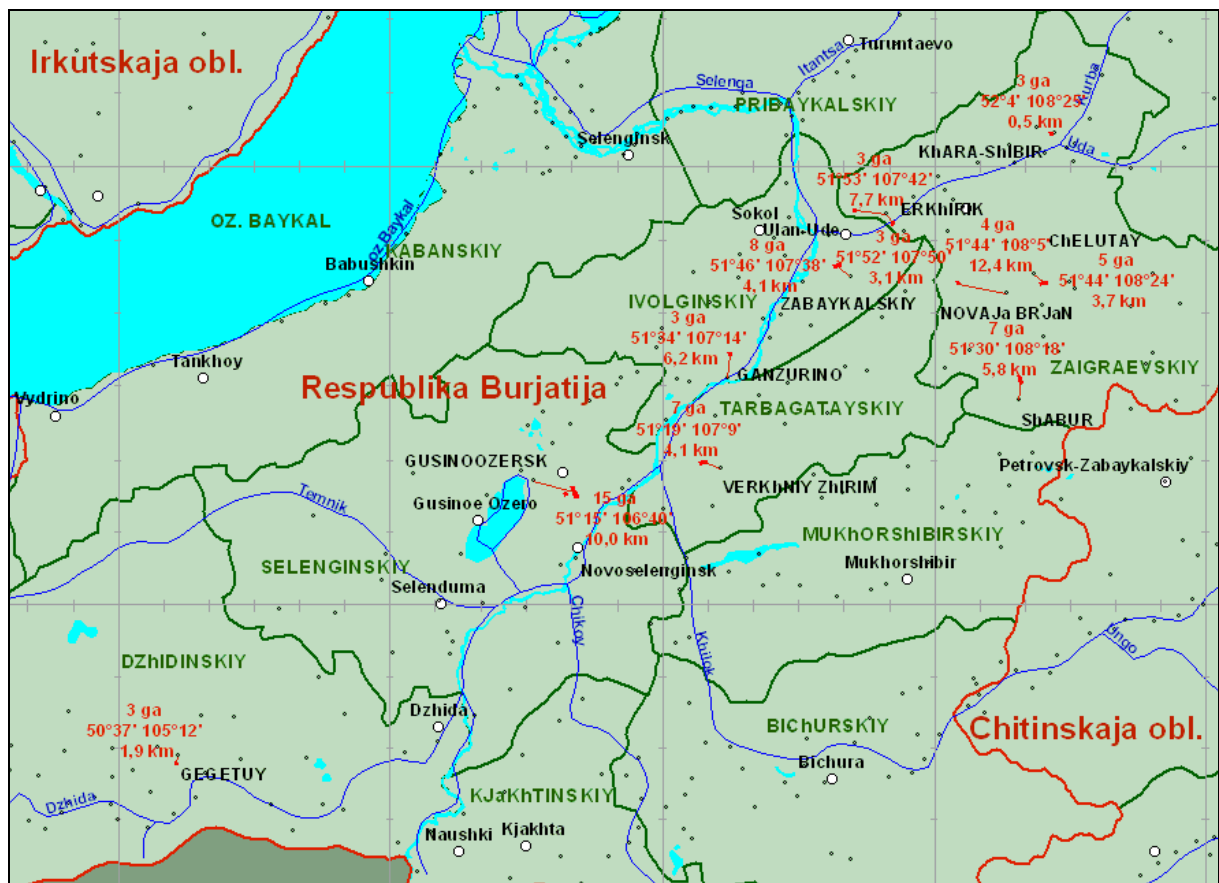 Irkutskaja obl.
Turuntaevo
Itantsa
Selenga
PRIBAYKALSKIY
3 ga
52°4' 108°25'
0,5 km
Kurba
Uda
Selenginsk
KhARA-ShIBIR
3 ga
51°53' 107°42'
7,7 km
OZ. BAYKAL
oz. Baykal
KABANSKIY
Babushkin
Sokol
Ulan-Ude
ERKhIRIK
8 ga
51°46' 107°38'
4,1 km
3 ga
51°52' 107°50'
3,1 km
4 ga
51°44' 108°5'
12,4 km
ChELUTAY
5 ga
51°44' 108°24'
3,7 km
IVOLGINSKIY
ZABAYKALSKIY
3 ga
51°34' 107°14'
6,2 km
NOVAJa BRJaN
7 ga
51°30' 108°18'
5,8 km
ZAIGRAEVSKIY
Tankhoy
Vydrino
Respublika Burjatija
GANZURINO
TARBAGATAYSKIY
7 ga
51°19' 107°9'
4,1 km
ShABUR
GUSINOOZERSK
Petrovsk-Zabaykalskiy
VERKhNIY ZhIRIM
Temnik
Gusinoe Ozero
15 ga
51°15' 106°40'
10,0 km
MUKhORShIBIRSKIY
Mukhorshibir
SELENGINSKIY
Selenduma
Novoselenginsk
Chikoy
Khilok
Ungo
DZhIDINSKIY
3 ga
50°37' 105°12'
1,9 km
GEGETUY
Dzhida
Dzhida
BIChURSKIY
Bichura
Chitinskaja obl.
KJaKhTINSKIY
Naushki
Kjakhta